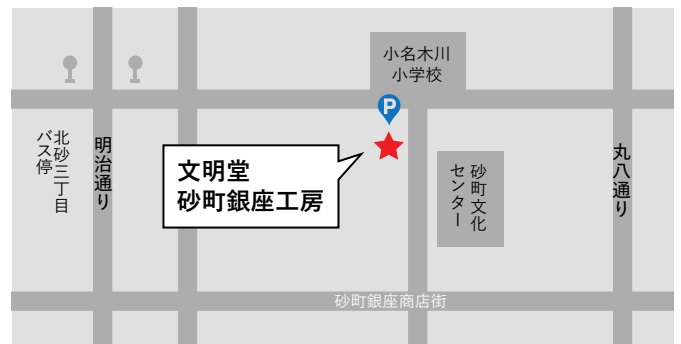 小名木川
小学校
P
北砂三丁目
バス停
明治通り
文明堂
砂町銀座工房
砂町文化
センター
丸八通り
砂町銀座商店街